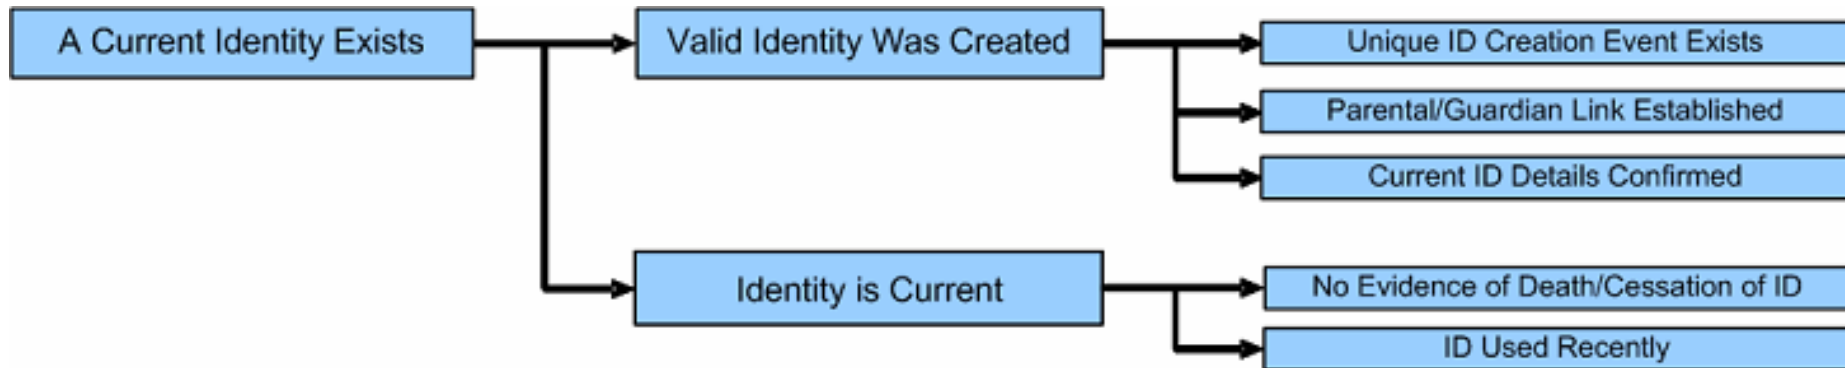 A Current Identity Exists
Valid Identity Was Created
Unique ID Creation Event Exists
Parental/Guardian Link Established
Current ID Details Confirmed
Identity is Current
No Evidence of Death/Cessation of ID
ID Used Recently